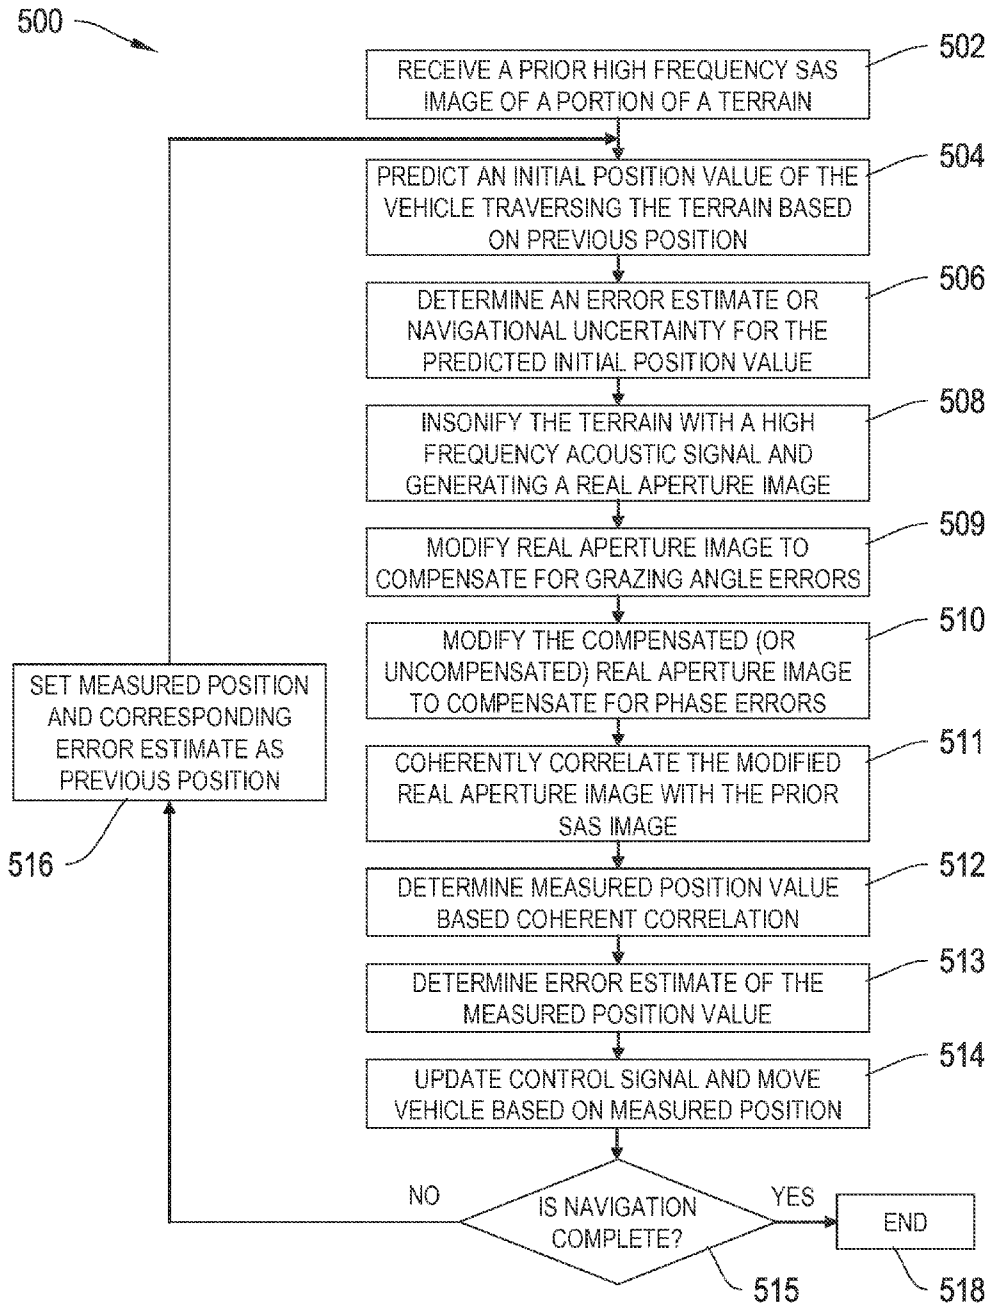 500
502
RECEIVE A PRIOR HIGH FREQUENCY SAS
IMAGE OF A PORTION OF A TERRAIN
504
PREDICT AN INITIAL POSITION VALUE OF THE
VEHICLE TRAVERSING THE TERRAIN BASED
ON PREVIOUS POSITION
506
DETERMINE AN ERROR ESTIMATE OR
NAVIGATIONAL UNCERTAINTY FOR THE
PREDICTED INITIAL POSITION VALUE
508
INSONIFY THE TERRAIN WITH A HIGH
FREQUENCY ACOUSTIC SIGNAL AND
GENERATING A REAL APERTURE IMAGE
509
MODIFY REAL APERTURE IMAGE TO
COMPENSATE FOR GRAZING ANGLE ERRORS
510
MODIFY THE COMPENSATED (OR
UNCOMPENSATED) REAL APERTURE IMAGE
TO COMPENSATE FOR PHASE ERRORS
511
COHERENTLY CORRELATE THE MODIFIED
REAL APERTURE IMAGE WITH THE PRIOR
SAS IMAGE
512
DETERMINE MEASURED POSITION VALUE
BASED COHERENT CORRELATION
513
DETERMINE ERROR ESTIMATE OF THE
MEASURED POSITION VALUE
514
UPDATE CONTROL SIGNAL AND MOVE
VEHICLE BASED ON MEASURED POSITION
IS NAVIGATION
COMPLETE?
515
YES
END
518
NO
SET MEASURED POSITION
AND CORRESPONDING
ERROR ESTIMATE AS
PREVIOUS POSITION
516